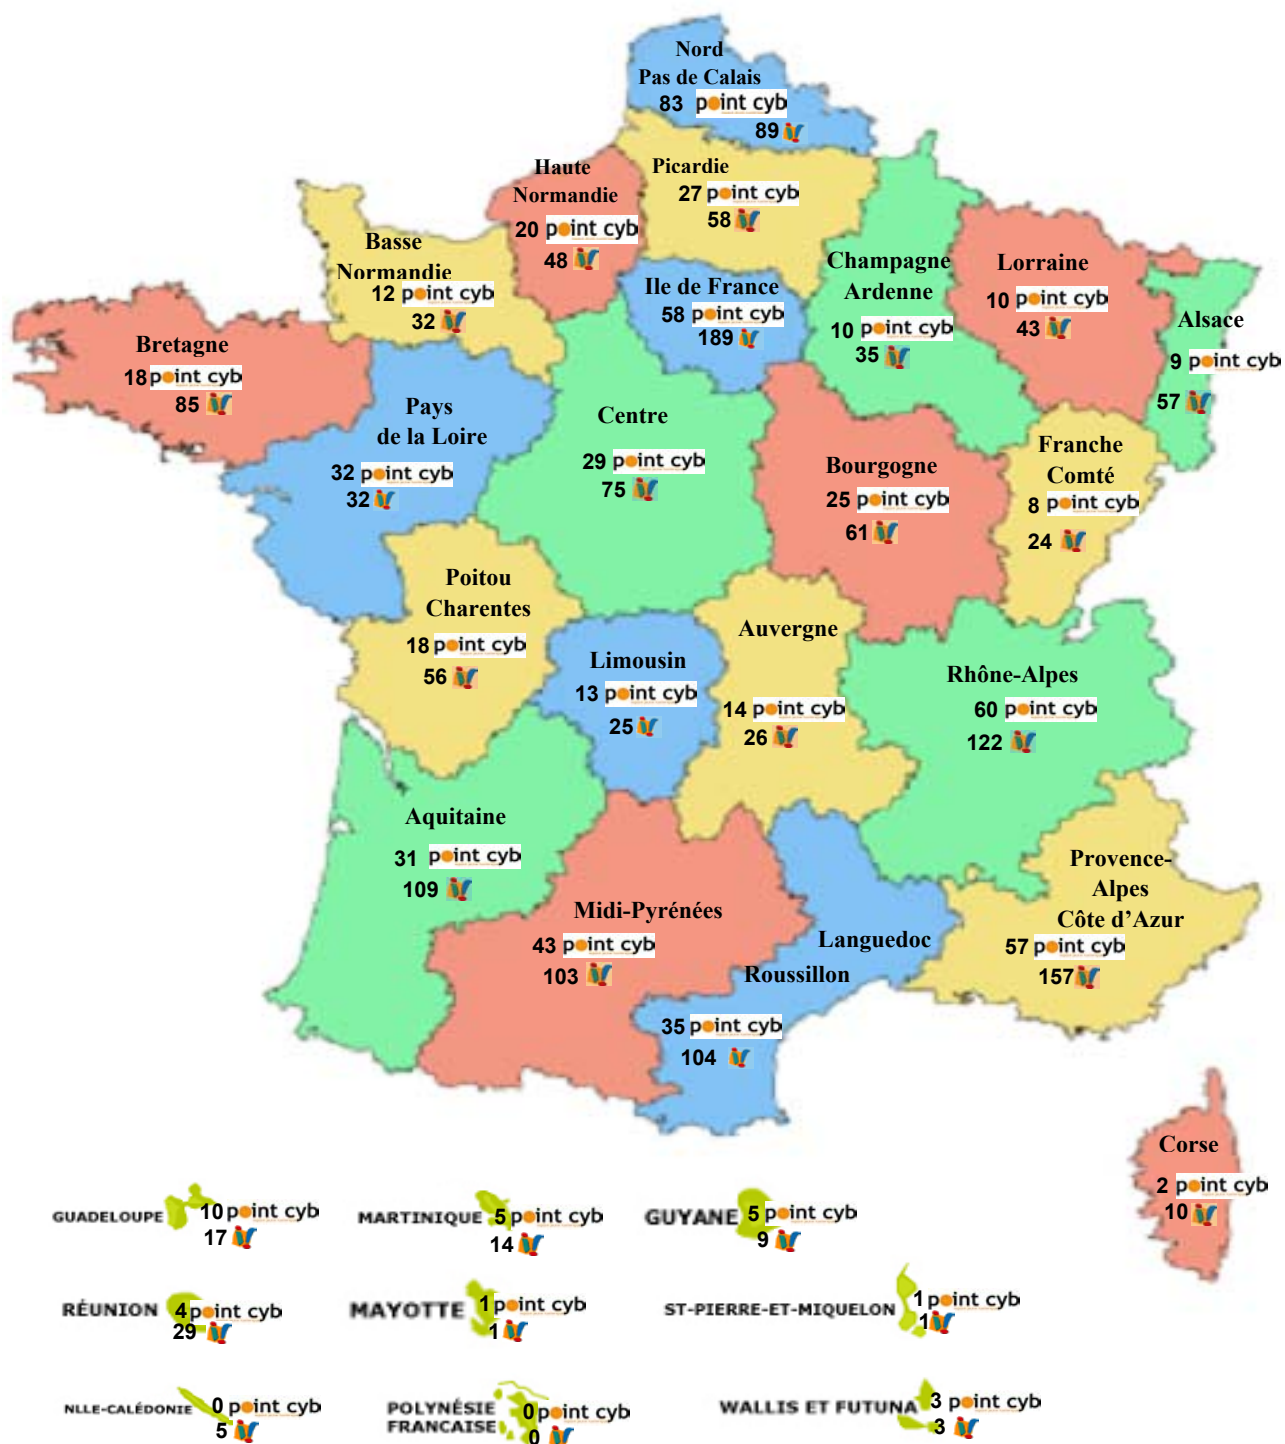 Nord
Pas de Calais
83 point cyb
89
Haute
Normandie
20 point cyb
48
Picardie
27 point cyb
58
Basse
Normandie
12 point cyb
32
Ile de France
58 point cyb
189
Champagne
Ardenne
10 point cyb
35
Lorraine
10 point cyb
43
Alsace
9 point cyb
57
Bretagne
18 point cyb
85
Pays
de la Loire
32 point cyb
32
Centre
29 point cyb
75
Bourgogne
25 point cyb
61
Franche
Comté
8 point cyb
24
Poitou
Charentes
18 point cyb
56
Limousin
13 point cyb
25
Auvergne
14 point cyb
26
Rhône-Alpes
60 point cyb
122
Aquitaine
31 point cyb
109
Midi-Pyrénées
43 point cyb
103
Languedoc
Roussillon
35 point cyb
104
Provence-
Alpes
Côte d'Azur
57 point cyb
157
Corse
2 point cyb
10
GUADELOUPE 10 point cyb
17
MARTINIQUE 5 point cyb
14
GUYANE 5 point cyb
9
RÉUNION 4 point cyb
29
MAYOTTE 1 point cyb
1
ST-PIERRE-ET-MIQUELON 1 point cyb
1
NLLE-CALÉDONIE 0 point cyb
5
POLYNÉSIE
FRANCAISE 0 point cyb
0
WALLIS ET FUTUNA 3 point cyb
3